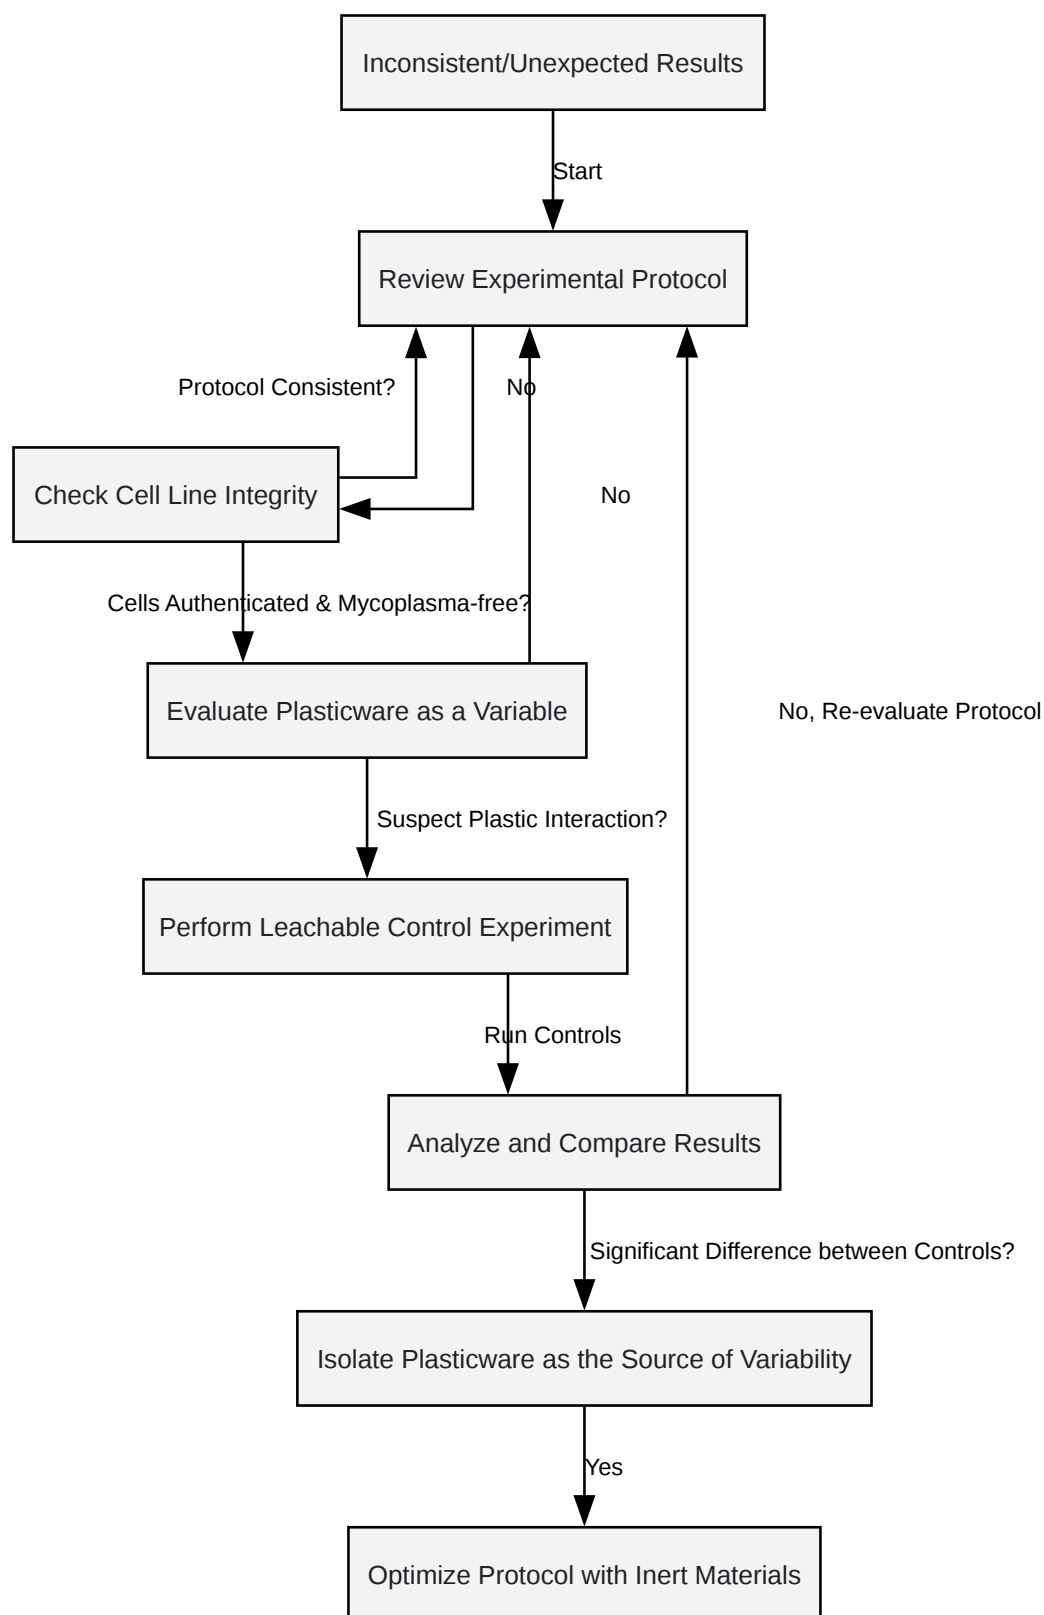 Inconsistent/Unexpected Results
Start
Review Experimental Protocol
Protocol Consistent?
No
Check Cell Line Integrity
No
Cells Authenticated & Mycoplasma-free?
Evaluate Plasticware as a Variable
No, Re-evaluate Protocol
Suspect Plastic Interaction?
Perform Leachable Control Experiment
Run Controls
Analyze and Compare Results
Significant Difference between Controls?
Isolate Plasticware as the Source of Variability
Yes
Optimize Protocol with Inert Materials